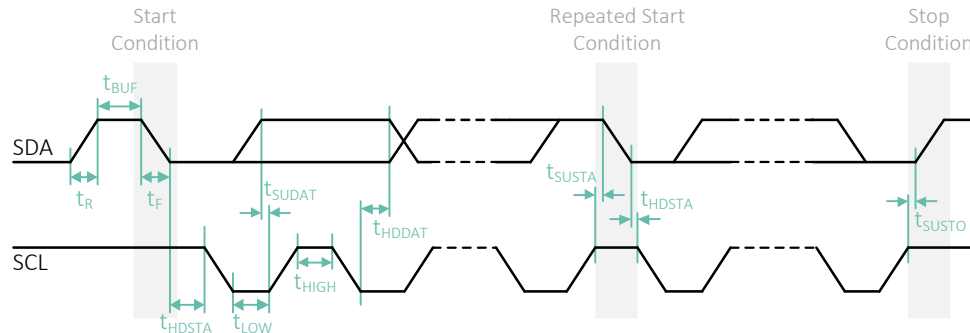 Start
Condition
Repeated Start
Condition
Stop
Condition
tBUF
SDA
tR
tF
tSUDAT
tHDDAT
tSUSTA
tHDSTA
tSUSTO
SCL
tHIGH
tHDSTA
tLOW